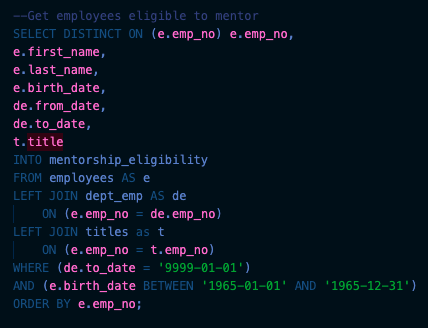 --Get employees eligible to mentor
SELECT DISTINCT ON (e.emp_no) e.emp_no,
e.first_name,
e.last_name,
e.birth_date,
de.from_date,
de.to_date,
t.title
INTO mentorship_eligibility
FROM employees AS e
LEFT JOIN dept_emp AS de
    ON (e.emp_no = de.emp_no)
LEFT JOIN titles as t
    ON (e.emp_no = t.emp_no)
WHERE (de.to_date = '9999-01-01')
AND (e.birth_date BETWEEN '1965-01-01' AND '1965-12-31')
ORDER BY e.emp_no;